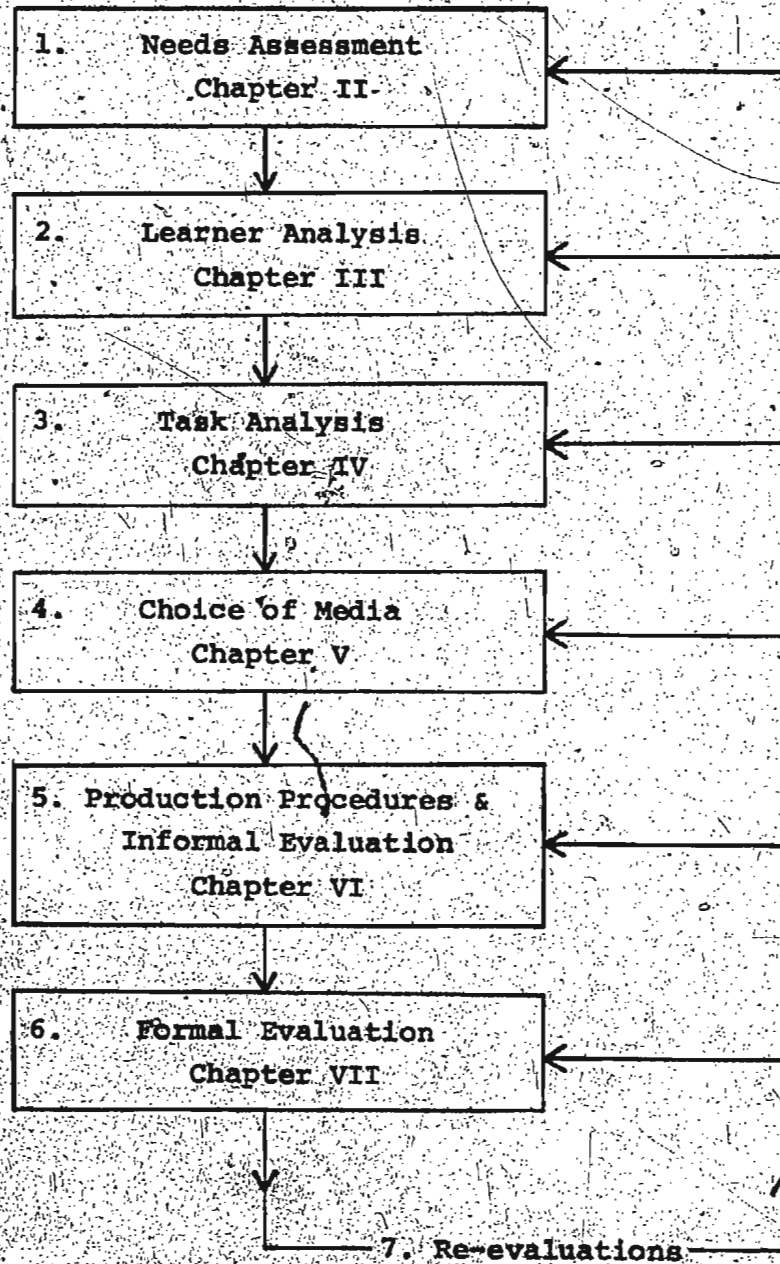 1. Needs Assessment
Chapter II
2. Learner Analysis
Chapter III
3. Task Analysis
Chapter IV
4. Choice of Media
Chapter V
5. Production Procedures &
Informal Evaluation
Chapter VI
6. Formal Evaluation
Chapter VII
7. Re-evaluations